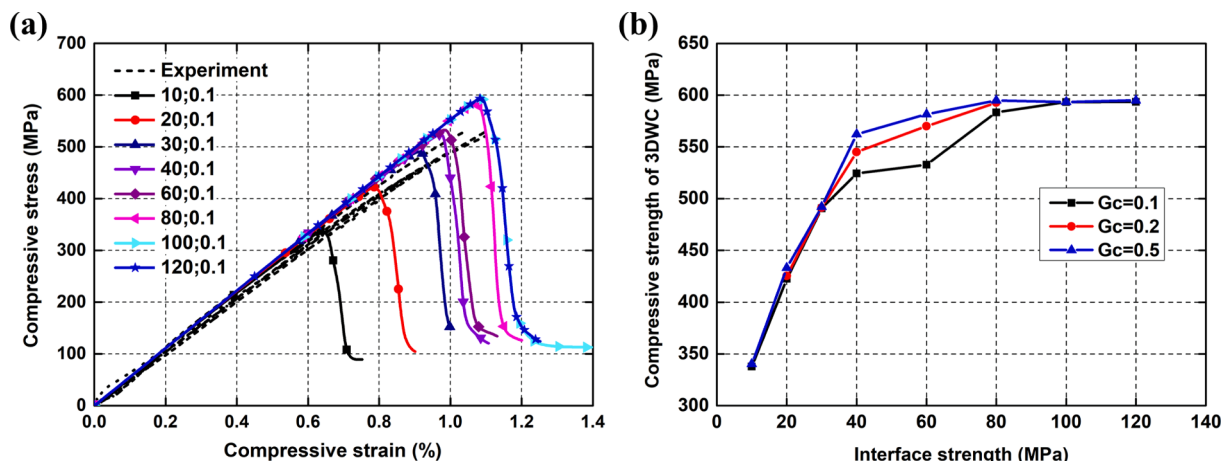 (a)
700
600
500
400
300
200
100
0
Compressive stress (MPa)
Experiment
10;0.1
20;0.1
30;0.1
40;0.1
60;0.1
80;0.1
100;0.1
120;0.1
0.0 0.2 0.4 0.6 0.8 1.0 1.2 1.4
Compressive strain (%)
(b)
650
600
550
500
450
400
350
300
Compressive strength of 3DWC (MPa)
Gc=0.1
Gc=0.2
Gc=0.5
0 20 40 60 80 100 120 140
Interface strength (MPa)